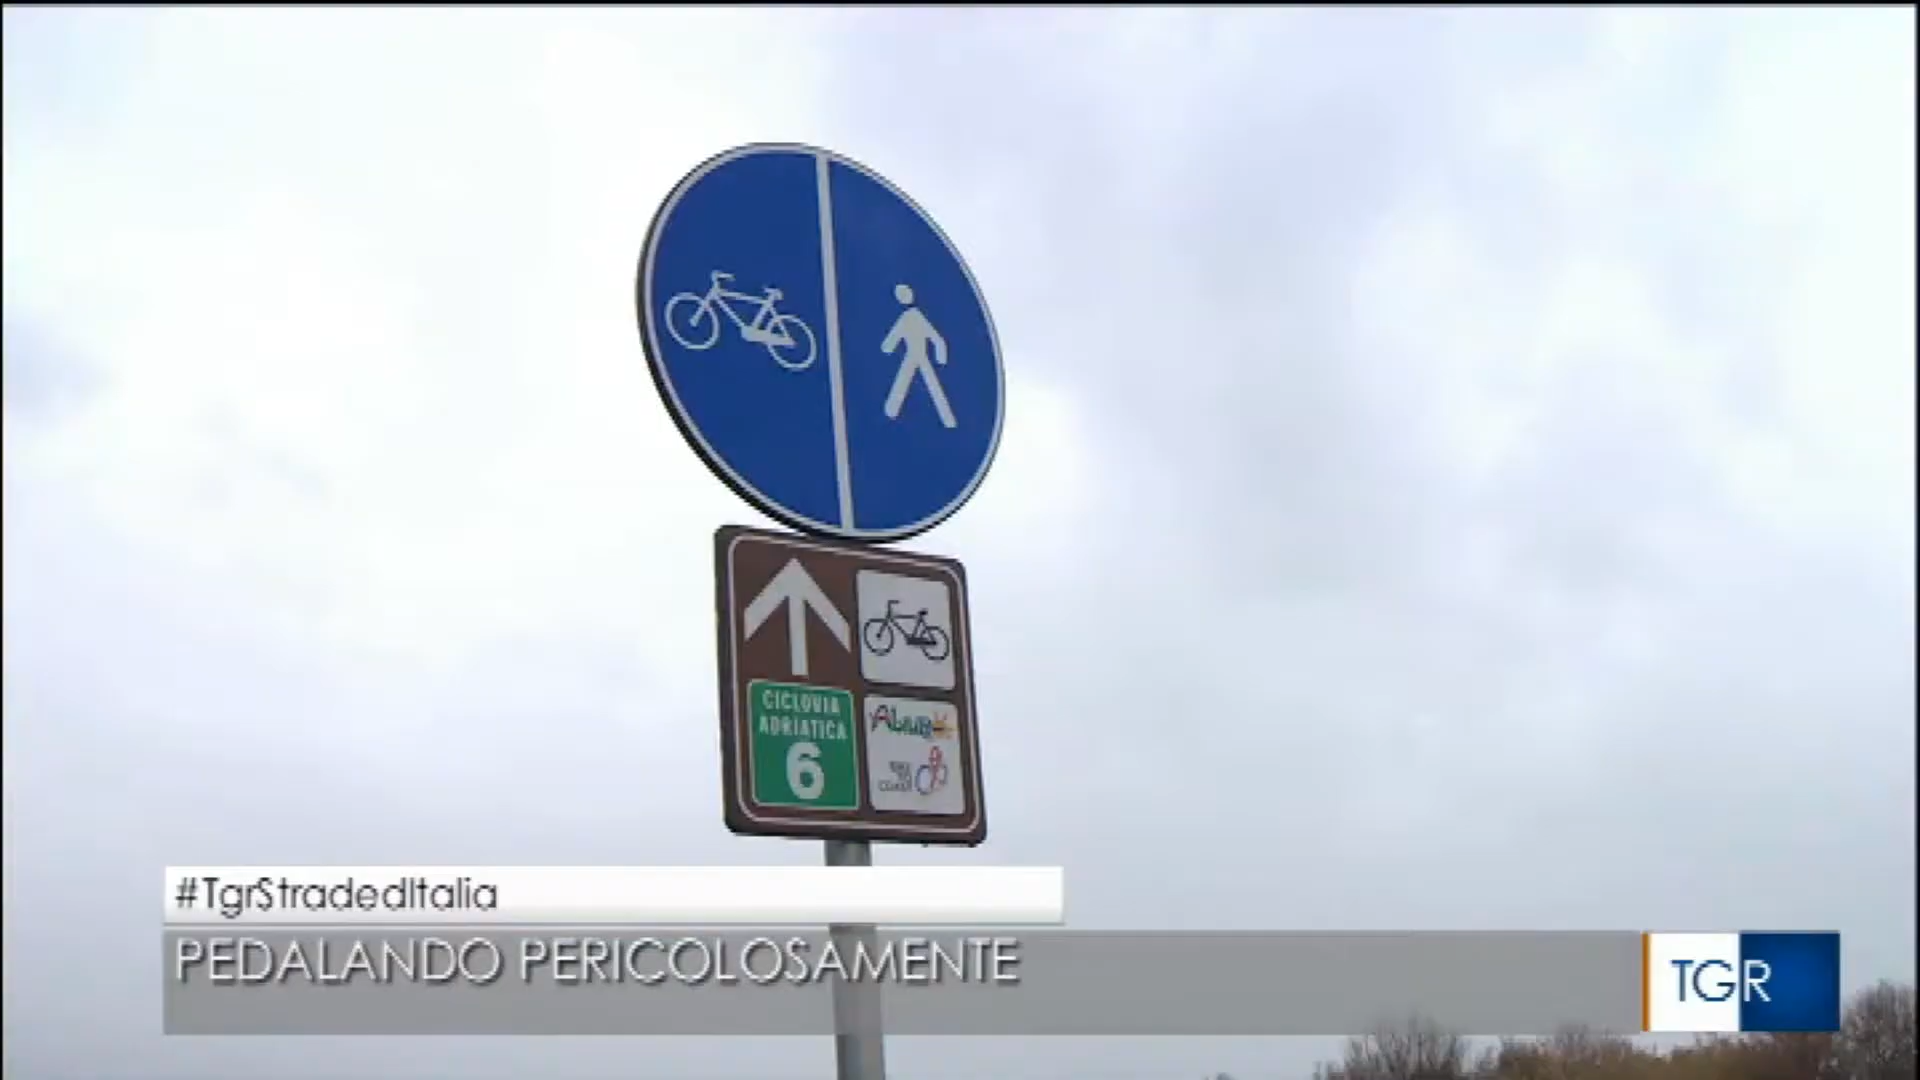 CICLOVIA
ADRIATICA
6
#TgrStradedItalia
PEDALANDO PERICOLOSAMENTE
TGR